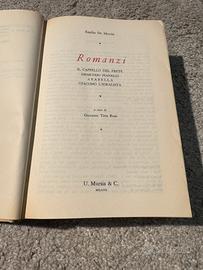 Emilio De Marchi
Romanzi
IL CAPPELLO DEL PRETE
DEMETRIO PIANELLI
ARABELLA
GIACOMO L'IDEALISTA
a cura di
Giovanni Titta Rosa
U. Mursia & C.
MILANO